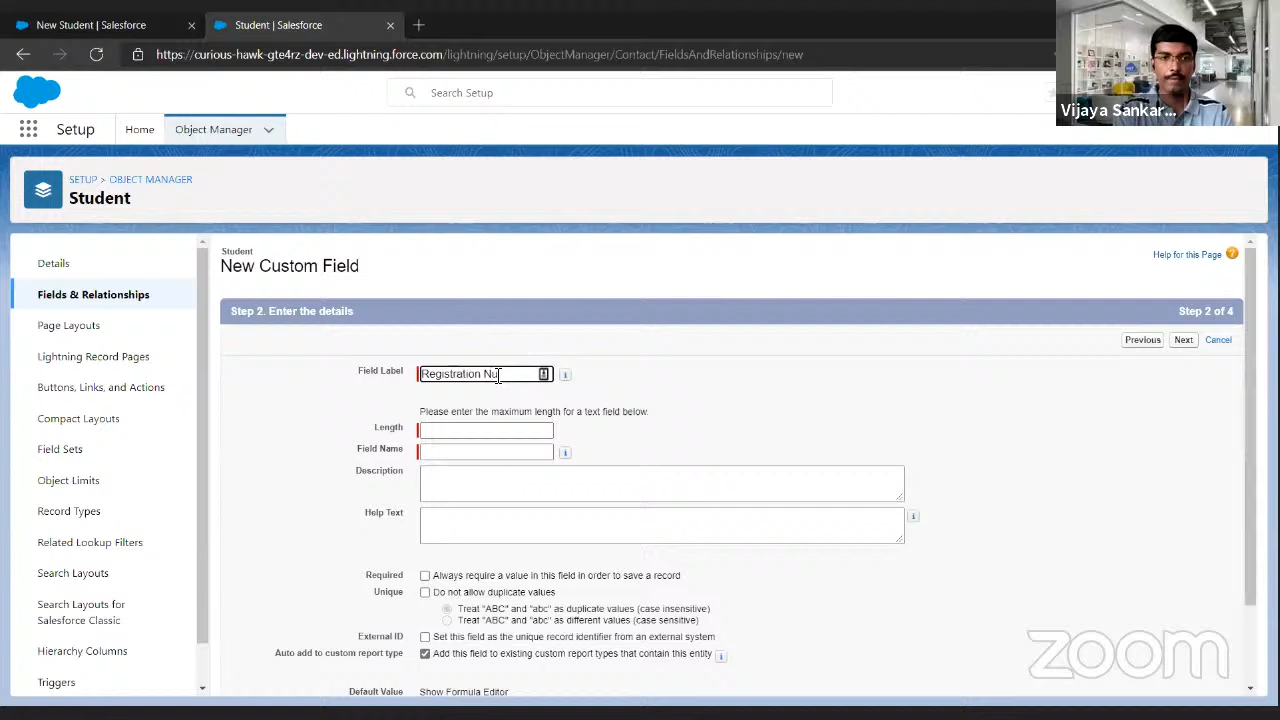 New Student | Salesforce
Student | Salesforce
https://curious-hawk-gte4rz-dev-ed.lightning.force.com/lightning/setup/ObjectManager/Contact/FieldsAndRelationships/new
Search Setup
Vijaya Sankar...
Setup
Home
Object Manager
SETUP > OBJECT MANAGER
Student
Details
Fields & Relationships
Page Layouts
Lightning Record Pages
Buttons, Links, and Actions
Compact Layouts
Field Sets
Object Limits
Record Types
Related Lookup Filters
Search Layouts
Search Layouts for
Salesforce Classic
Hierarchy Columns
Triggers
Student
New Custom Field
Help for this Page
Step 2. Enter the details
Step 2 of 4
Previous
Next
Cancel
Field Label
Registration Nu
Please enter the maximum length for a text field below.
Length
Field Name
Description
Help Text
Required
Always require a value in this field in order to save a record
Unique
Do not allow duplicate values
Treat "ABC" and "abc" as duplicate values (case insensitive)
Treat "ABC" and "abc" as different values (case sensitive)
External ID
Set this field as the unique record identifier from an external system
Auto add to custom report type
Add this field to existing custom report types that contain this entity
Default Value
Show Formula Editor
zoom